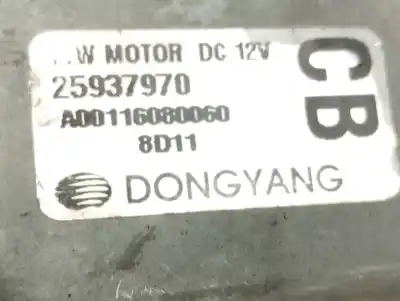 W MOTOR DC 12V
25937970
A00116080060
8D11
DONGYANG
CB